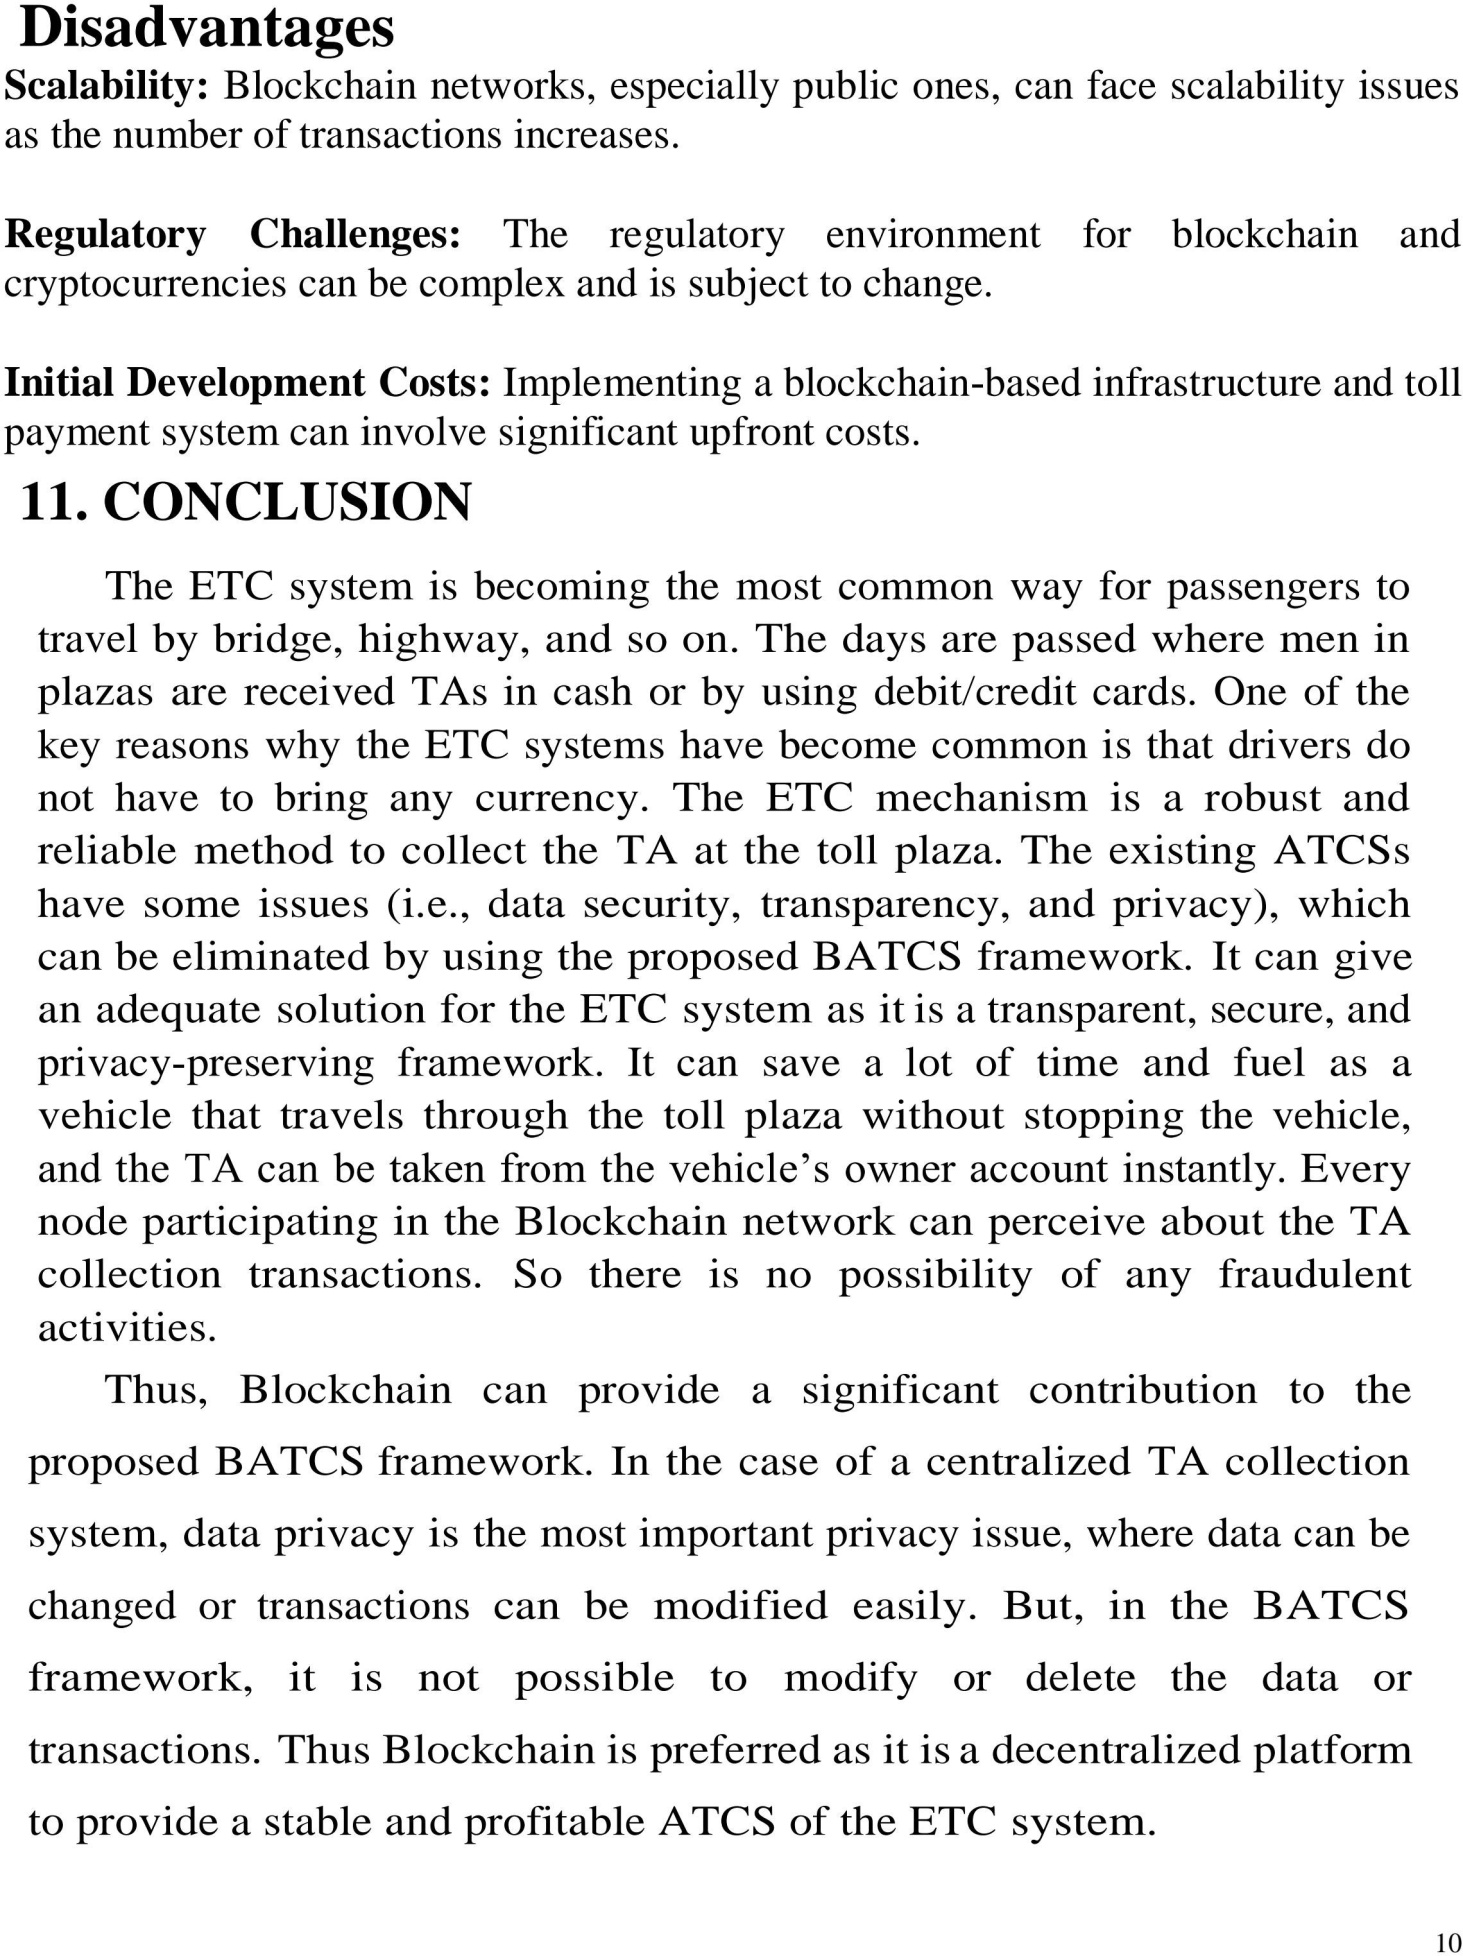 Disadvantages
Scalability: Blockchain networks, especially public ones, can face scalability issues
as the number of transactions increases.
Regulatory Challenges: The regulatory environment for blockchain and
cryptocurrencies can be complex and is subject to change.
Initial Development Costs: Implementing a blockchain-based infrastructure and toll
payment system can involve significant upfront costs.
11. CONCLUSION
The ETC system is becoming the most common way for passengers to
travel by bridge, highway, and so on. The days are passed where men in
plazas are received TAs in cash or by using debit/credit cards. One of the
key reasons why the ETC systems have become common is that drivers do
not have to bring any currency. The ETC mechanism is a robust and
reliable method to collect the TA at the toll plaza. The existing ATCSs
have some issues (i.e., data security, transparency, and privacy), which
can be eliminated by using the proposed BATCS framework. It can give
an adequate solution for the ETC system as it is a transparent, secure, and
privacy-preserving framework. It can save a lot of time and fuel as a
vehicle that travels through the toll plaza without stopping the vehicle,
and the TA can be taken from the vehicle’s owner account instantly. Every
node participating in the Blockchain network can perceive about the TA
collection transactions. So there is no possibility of any fraudulent
activities.
Thus, Blockchain can provide a significant contribution to the
proposed BATCS framework. In the case of a centralized TA collection
system, data privacy is the most important privacy issue, where data can be
changed or transactions can be modified easily. But, in the BATCS
framework, it is not possible to modify or delete the data or
transactions. Thus Blockchain is preferred as it is a decentralized platform
to provide a stable and profitable ATCS of the ETC system.
10